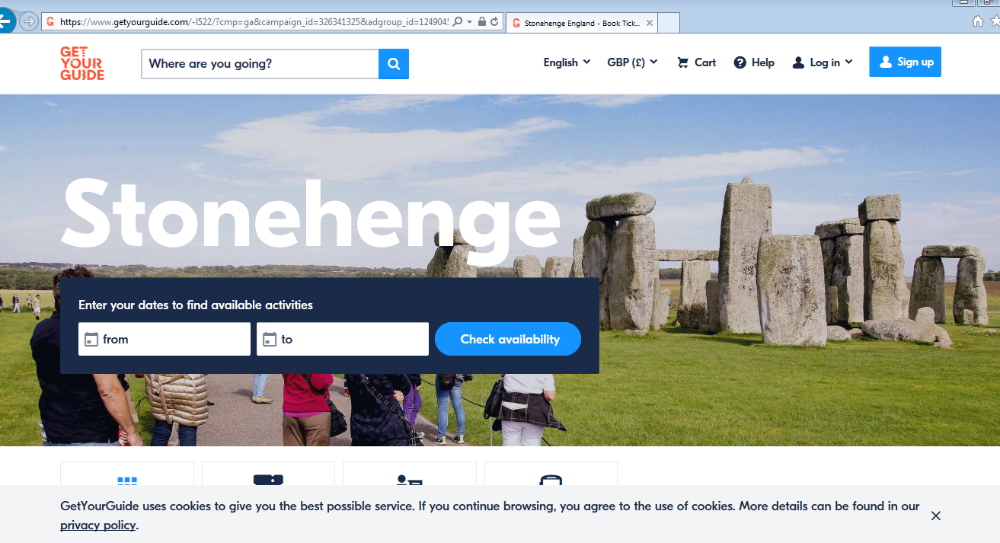 https://www.getyourguide.com/-l522/?cmp=ga&campaign_id=326341325&adgroup_id=124904
Stonehenge England - Book Tick...
GET
YOUR
GUIDE
Where are you going?
English
GBP (£)
Cart
Help
Log in
Sign up
Stonehenge
Enter your dates to find available activities
from
to
Check availability
GetYourGuide uses cookies to give you the best possible service. If you continue browsing, you agree to the use of cookies. More details can be found in our
privacy policy.